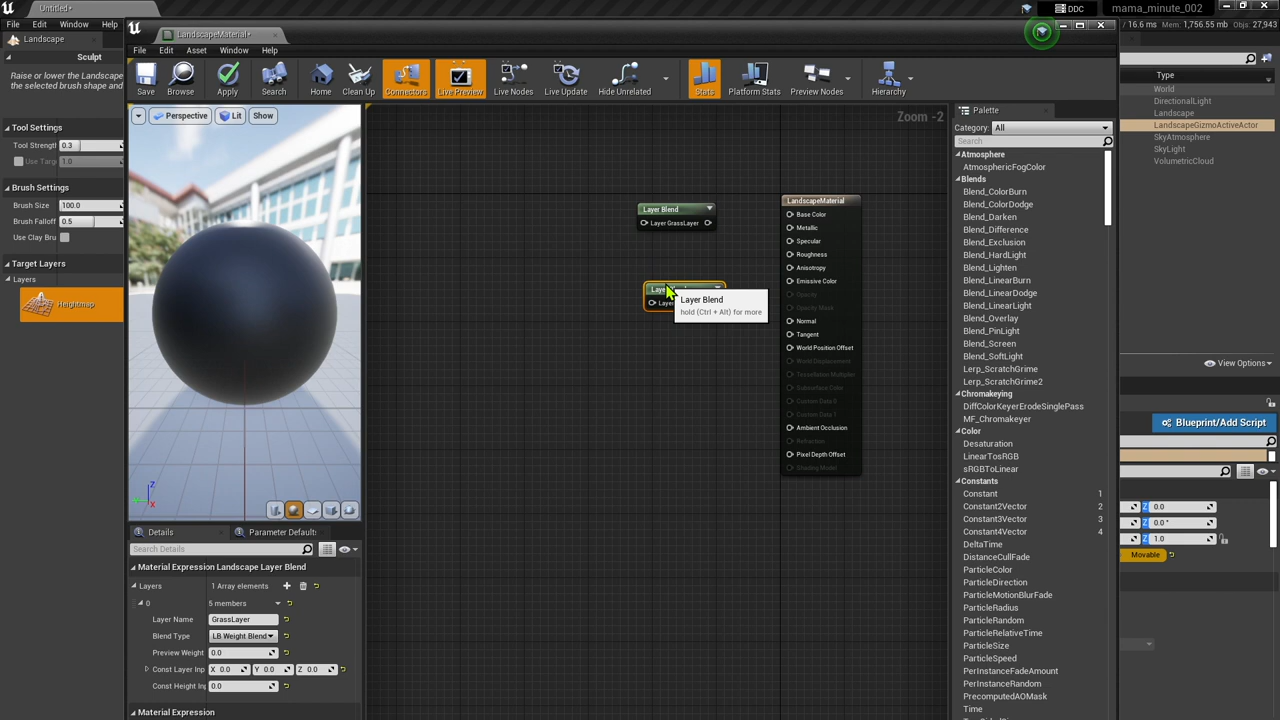 Untitled*
DDC
mama_minute_002
File Edit Window Help
16.6 ms Mem: 1,756.55 mb Objs: 27,943
Landscape
LandscapeMaterial*
Sculpt
File Edit Asset Window Help
Raise or lower the Landscape
the selected brush shape and
Save Browse Apply Search Home Clean Up Connectors Live Preview Live Nodes Live Update Hide Unrelated Stats Platform Stats Preview Nodes Hierarchy
Type
World
DirectionalLight
Landscape
LandscapeGizmoActiveActor
SkyAtmosphere
SkyLight
VolumetricCloud
Tool Settings
Tool Strength 0.3
Use Targ 1.0
Brush Settings
Brush Size 100.0
Brush Falloff 0.5
Use Clay Bru
Target Layers
Layers
Heightmap
Perspective Lit Show
Zoom -2
Layer Blend
Layer GrassLayer
Layer Blend
hold (Ctrl + Alt) for more
LandscapeMaterial
Base Color
Metallic
Specular
Roughness
Anisotropy
Emissive Color
Opacity
Opacity Mask
Normal
Tangent
World Position Offset
World Displacement
Tessellation Multiplier
Subsurface Color
Custom Data 0
Custom Data 1
Ambient Occlusion
Refraction
Pixel Depth Offset
Shading Model
Palette
Category: All
Search
Atmosphere
AtmosphericFogColor
Blends
Blend_ColorBurn
Blend_ColorDodge
Blend_Darken
Blend_Difference
Blend_Exclusion
Blend_HardLight
Blend_Lighten
Blend_LinearBurn
Blend_LinearDodge
Blend_LinearLight
Blend_Overlay
Blend_PinLight
Blend_Screen
Blend_SoftLight
Lerp_ScratchGrime
Lerp_ScratchGrime2
Chromakeying
DiffColorKeyerErodeSinglePass
MF_Chromakeyer
Color
Desaturation
LinearTosRGB
sRGBToLinear
Constants
Constant 1
Constant2Vector 2
Constant3Vector 3
Constant4Vector 4
DeltaTime
DistanceCullFade
ParticleColor
ParticleDirection
ParticleMotionBlurFade
ParticleRadius
ParticleRandom
ParticleRelativeTime
ParticleSize
ParticleSpeed
PerInstanceFadeAmount
PerInstanceRandom
PrecomputedAOMask
Time
View Options
Blueprint/Add Script
Z 0.0
Z 0.0 °
Z 1.0
Movable
Z
X
Details Parameter Default
Search Details
Material Expression Landscape Layer Blend
Layers 1 Array elements
0 5 members
Layer Name GrassLayer
Blend Type LB Weight Blend
Preview Weight 0.0
Const Layer Inp X 0.0 Y 0.0 Z 0.0
Const Height Inp 0.0
Material Expression